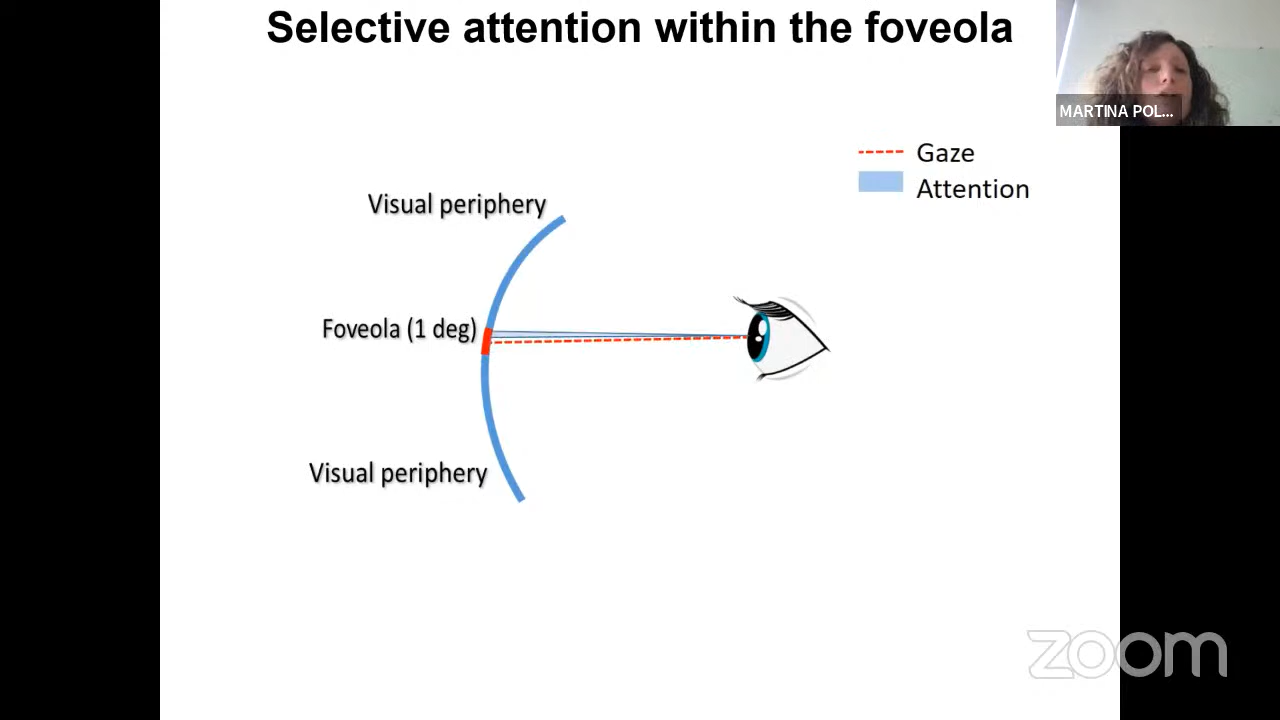 Selective attention within the foveola
MARTINA POL...
Gaze
Attention
Visual periphery
Foveola (1 deg)
Visual periphery
zoom